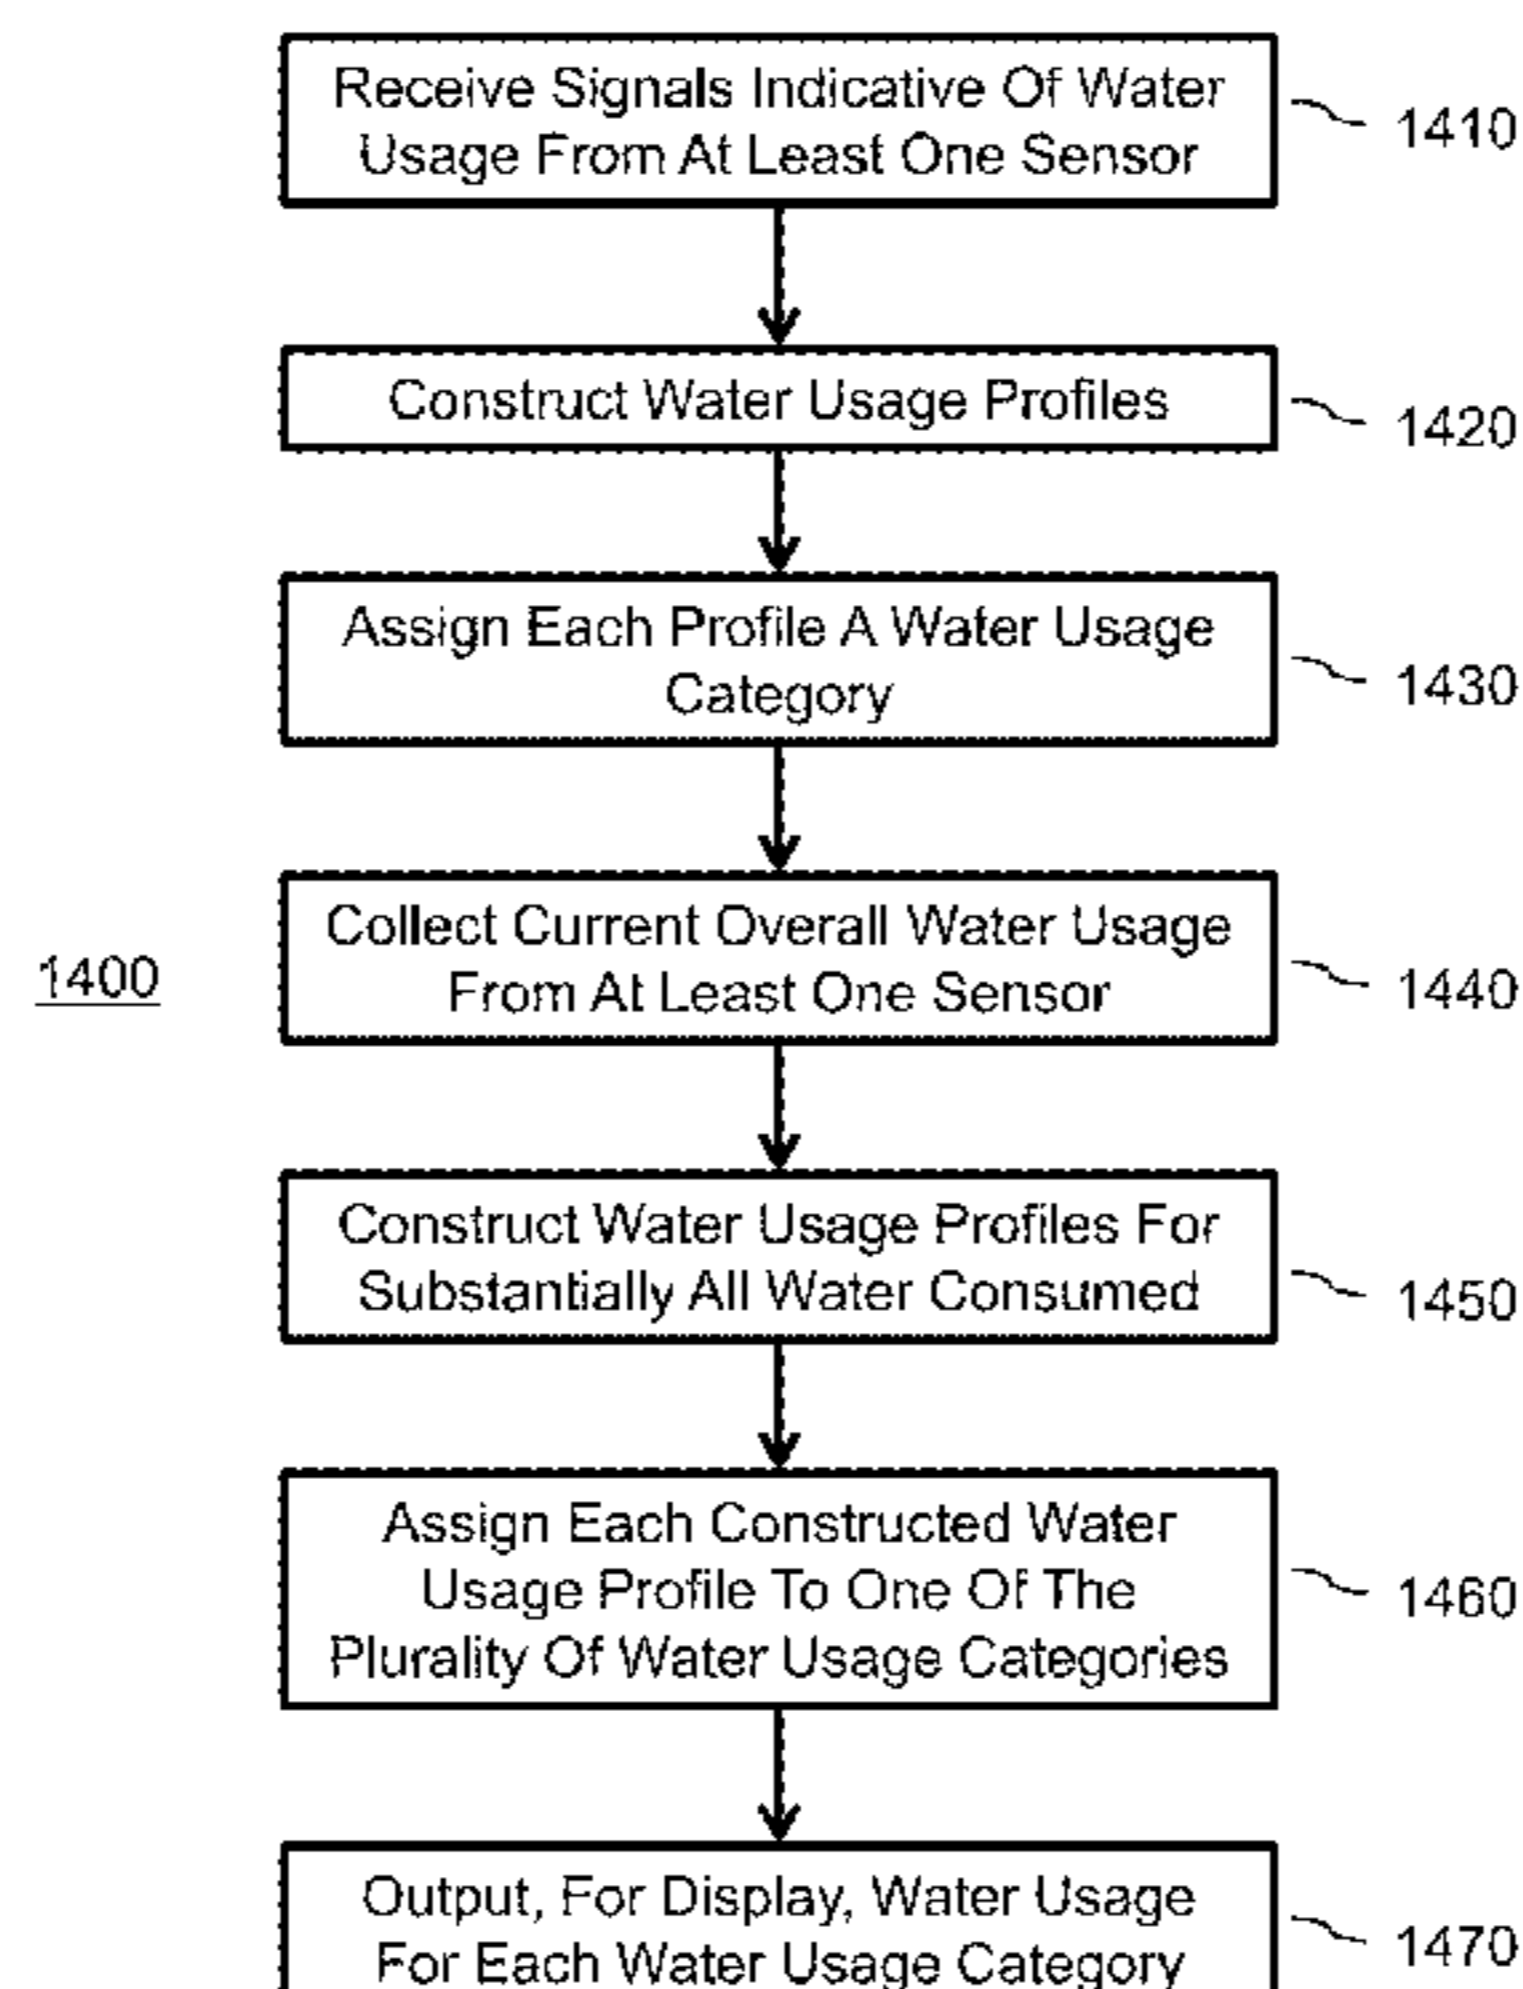 Receive Signals Indicative Of Water
Usage From At Least One Sensor
1410
Construct Water Usage Profiles
1420
Assign Each Profile A Water Usage
Category
1430
1400
Collect Current Overall Water Usage
From At Least One Sensor
1440
Construct Water Usage Profiles For
Substantially All Water Consumed
1450
Assign Each Constructed Water
Usage Profile To One Of The
Plurality Of Water Usage Categories
1460
Output, For Display, Water Usage
For Each Water Usage Category
1470